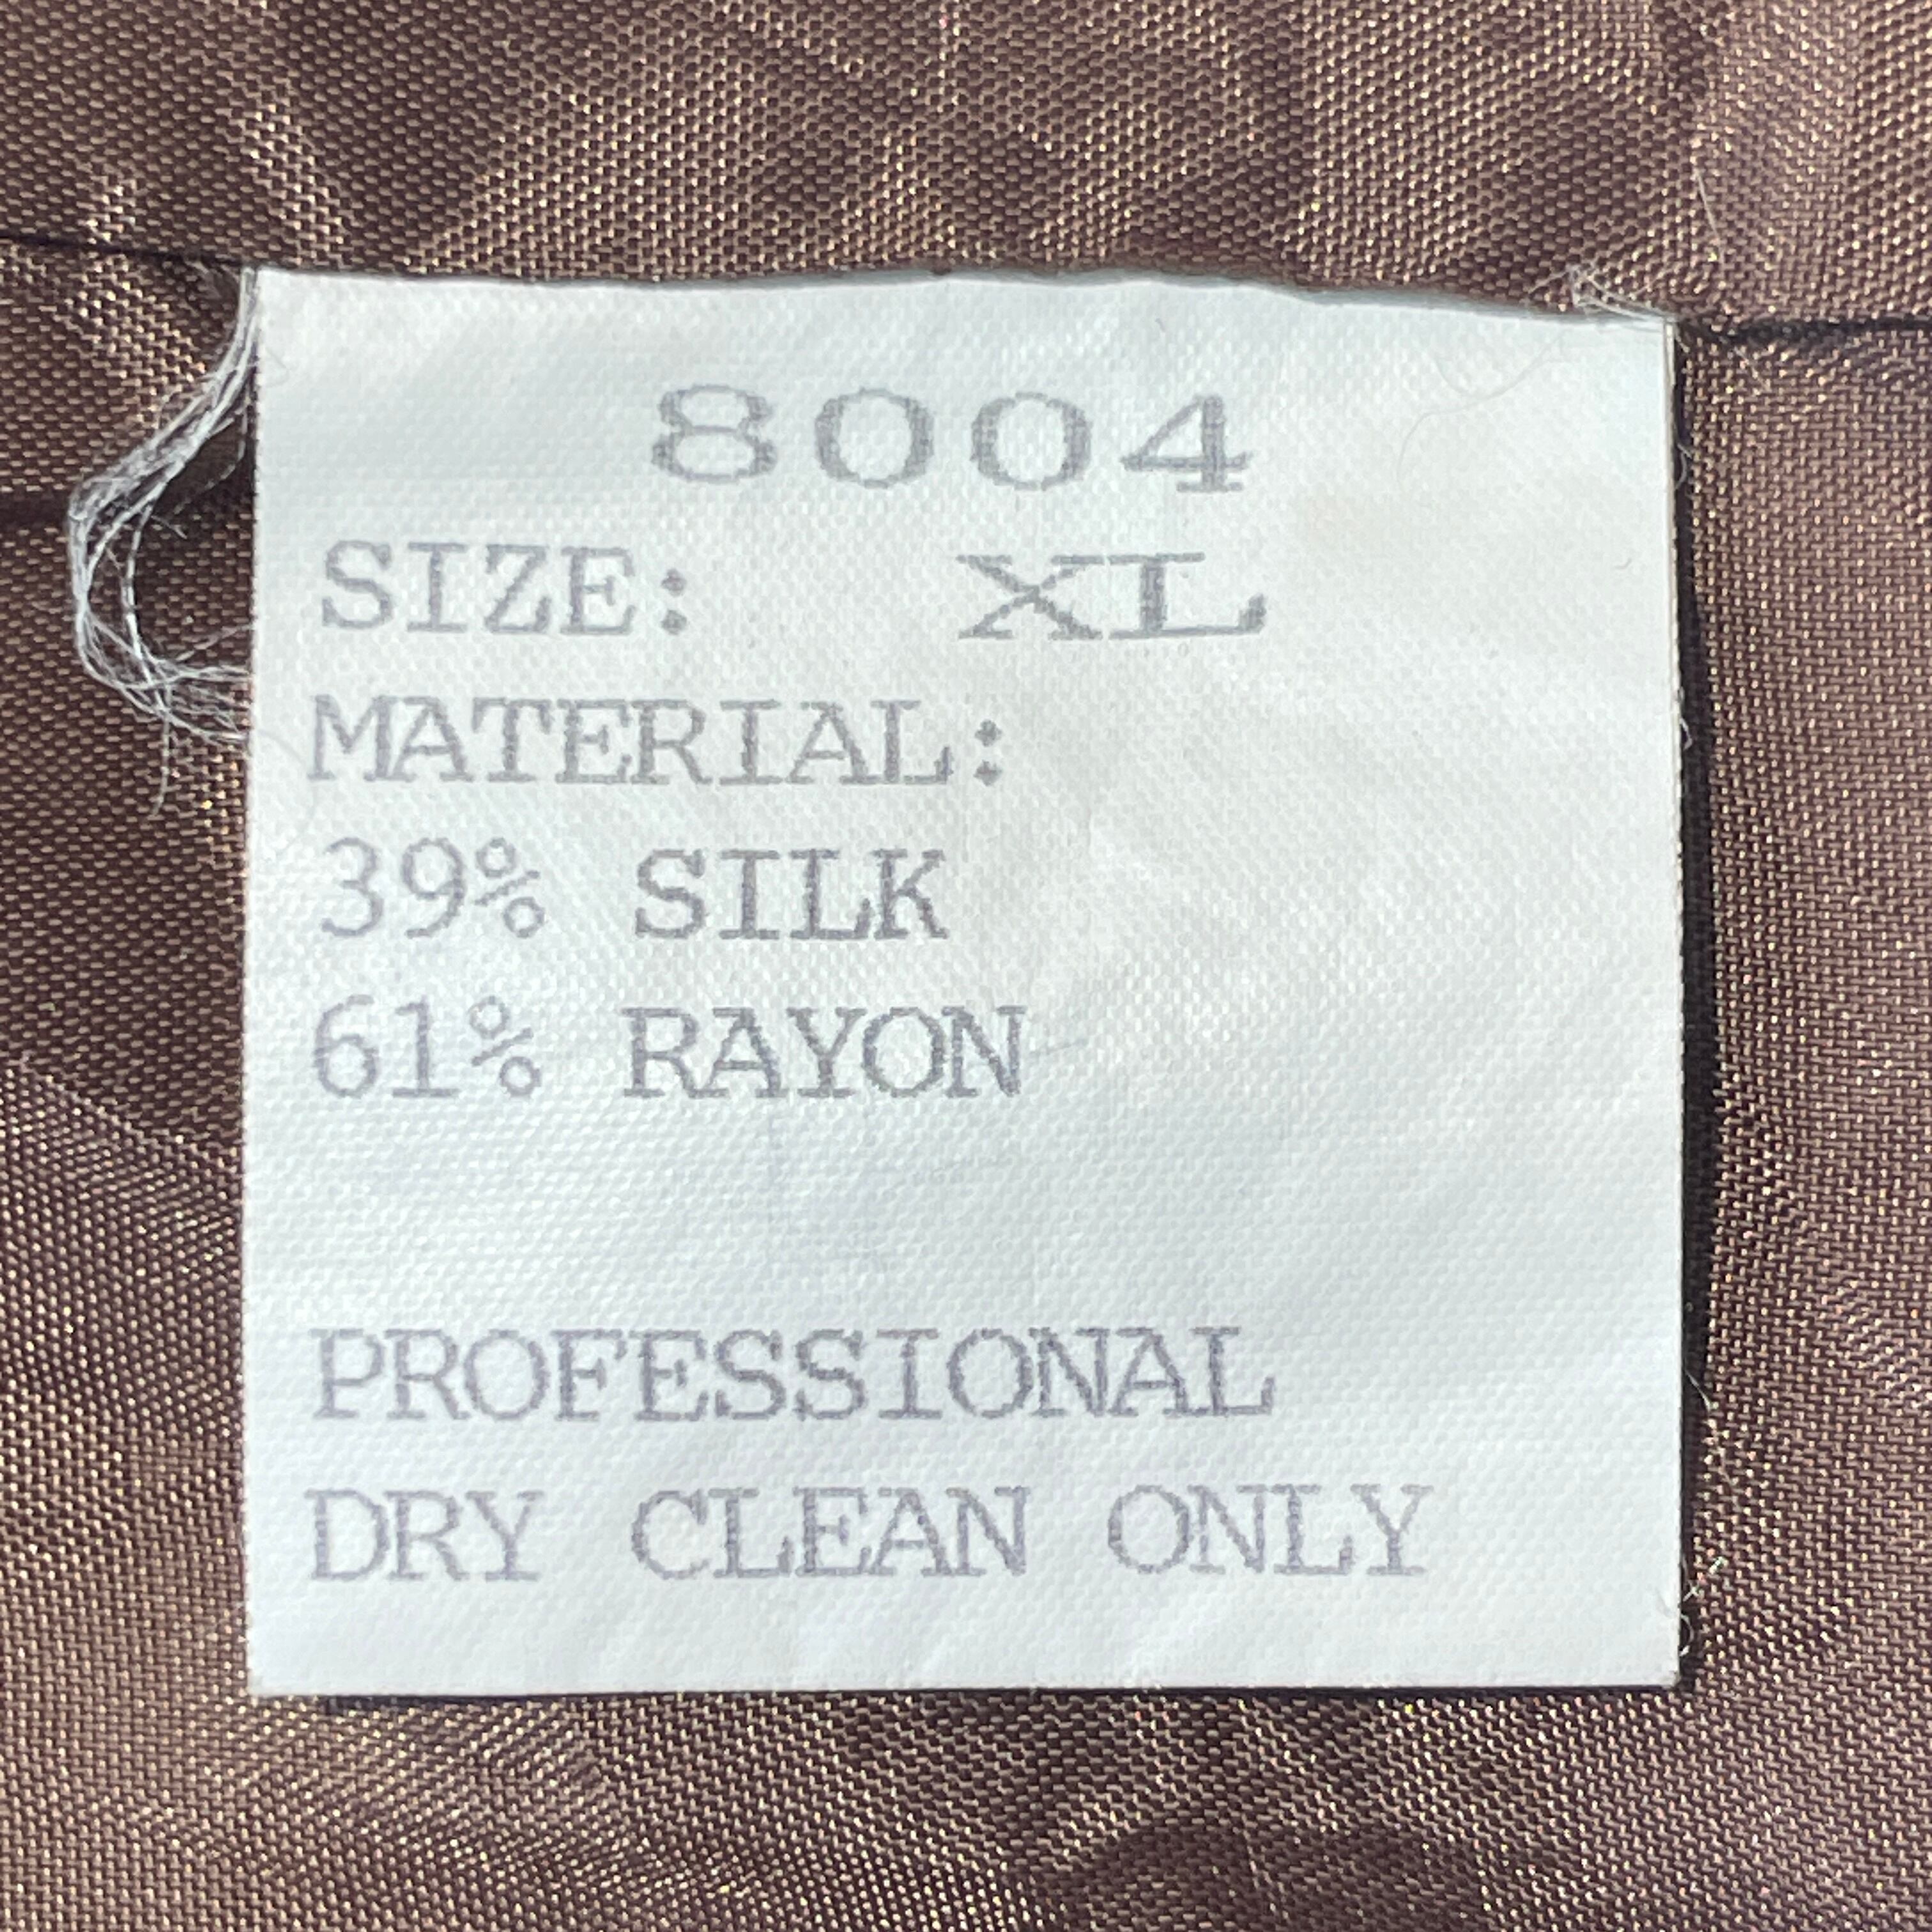 8004
SIZE: XL
MATERIAL:
39% SILK
61% RAYON
PROFESSIONAL
DRY CLEAN ONLY